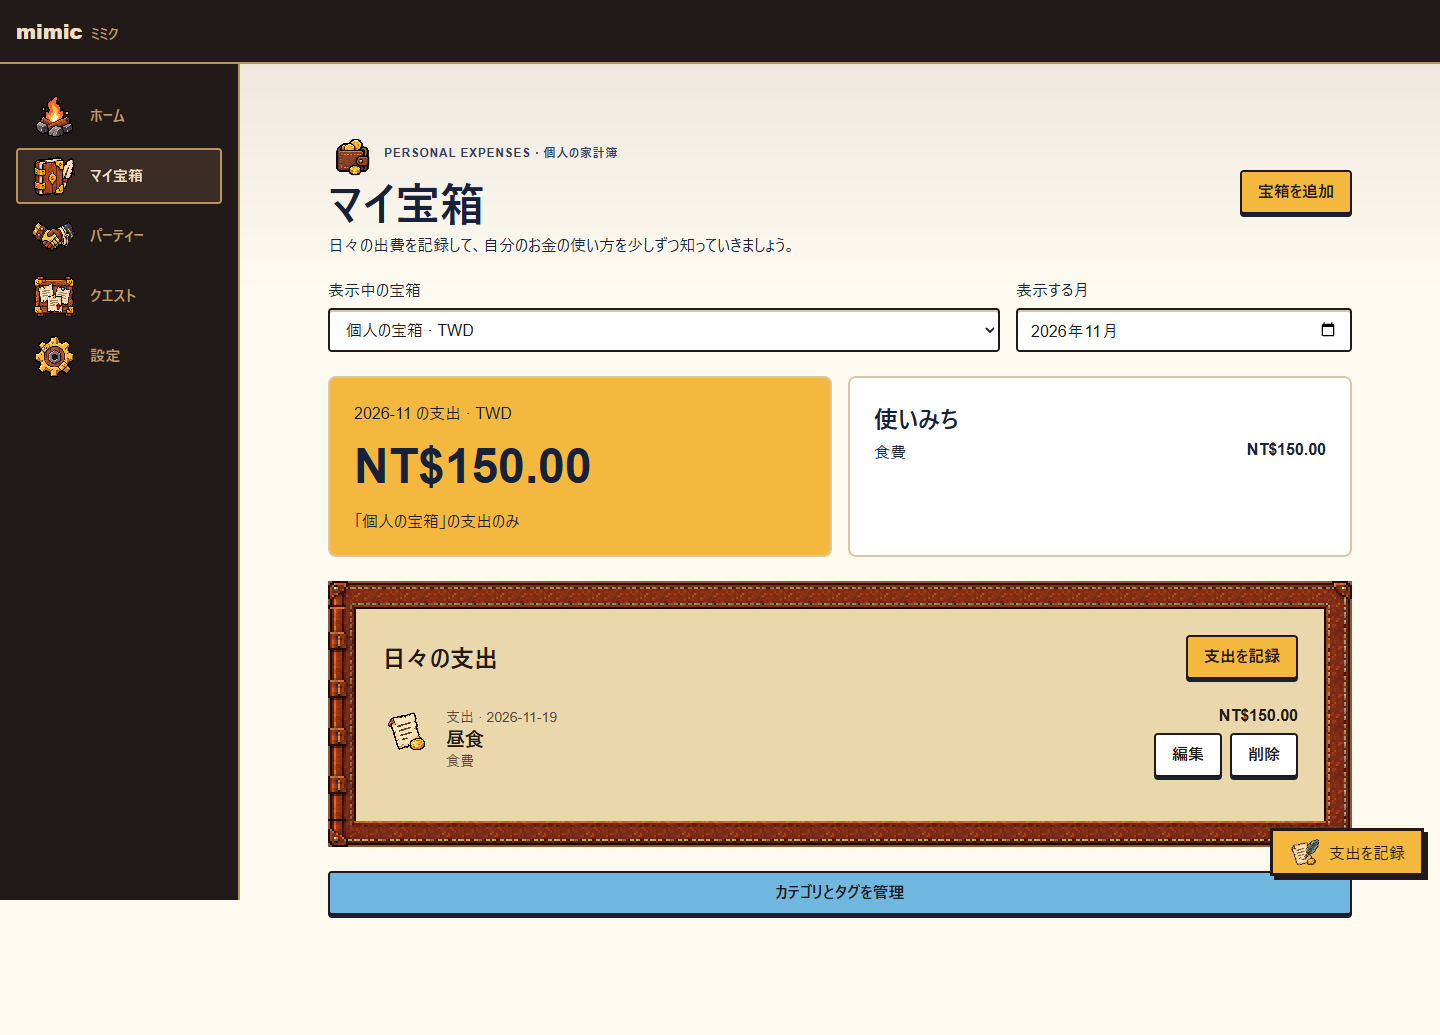 mimic ミミク
ホーム
マイ宝箱
パーティー
クエスト
設定
PERSONAL EXPENSES · 個人の家計簿
マイ宝箱
日々の出費を記録して、自分のお金の使い方を少しずつ知っていきましょう。
宝箱を追加
表示中の宝箱
個人の宝箱 · TWD
表示する月
2026年11月
2026-11 の支出 · TWD
NT$150.00
「個人の宝箱」の支出のみ
使いみち
食費 NT$150.00
日々の支出
支出を記録
支出 · 2026-11-19
昼食
食費
NT$150.00
編集 削除
支出を記録
カテゴリとタグを管理